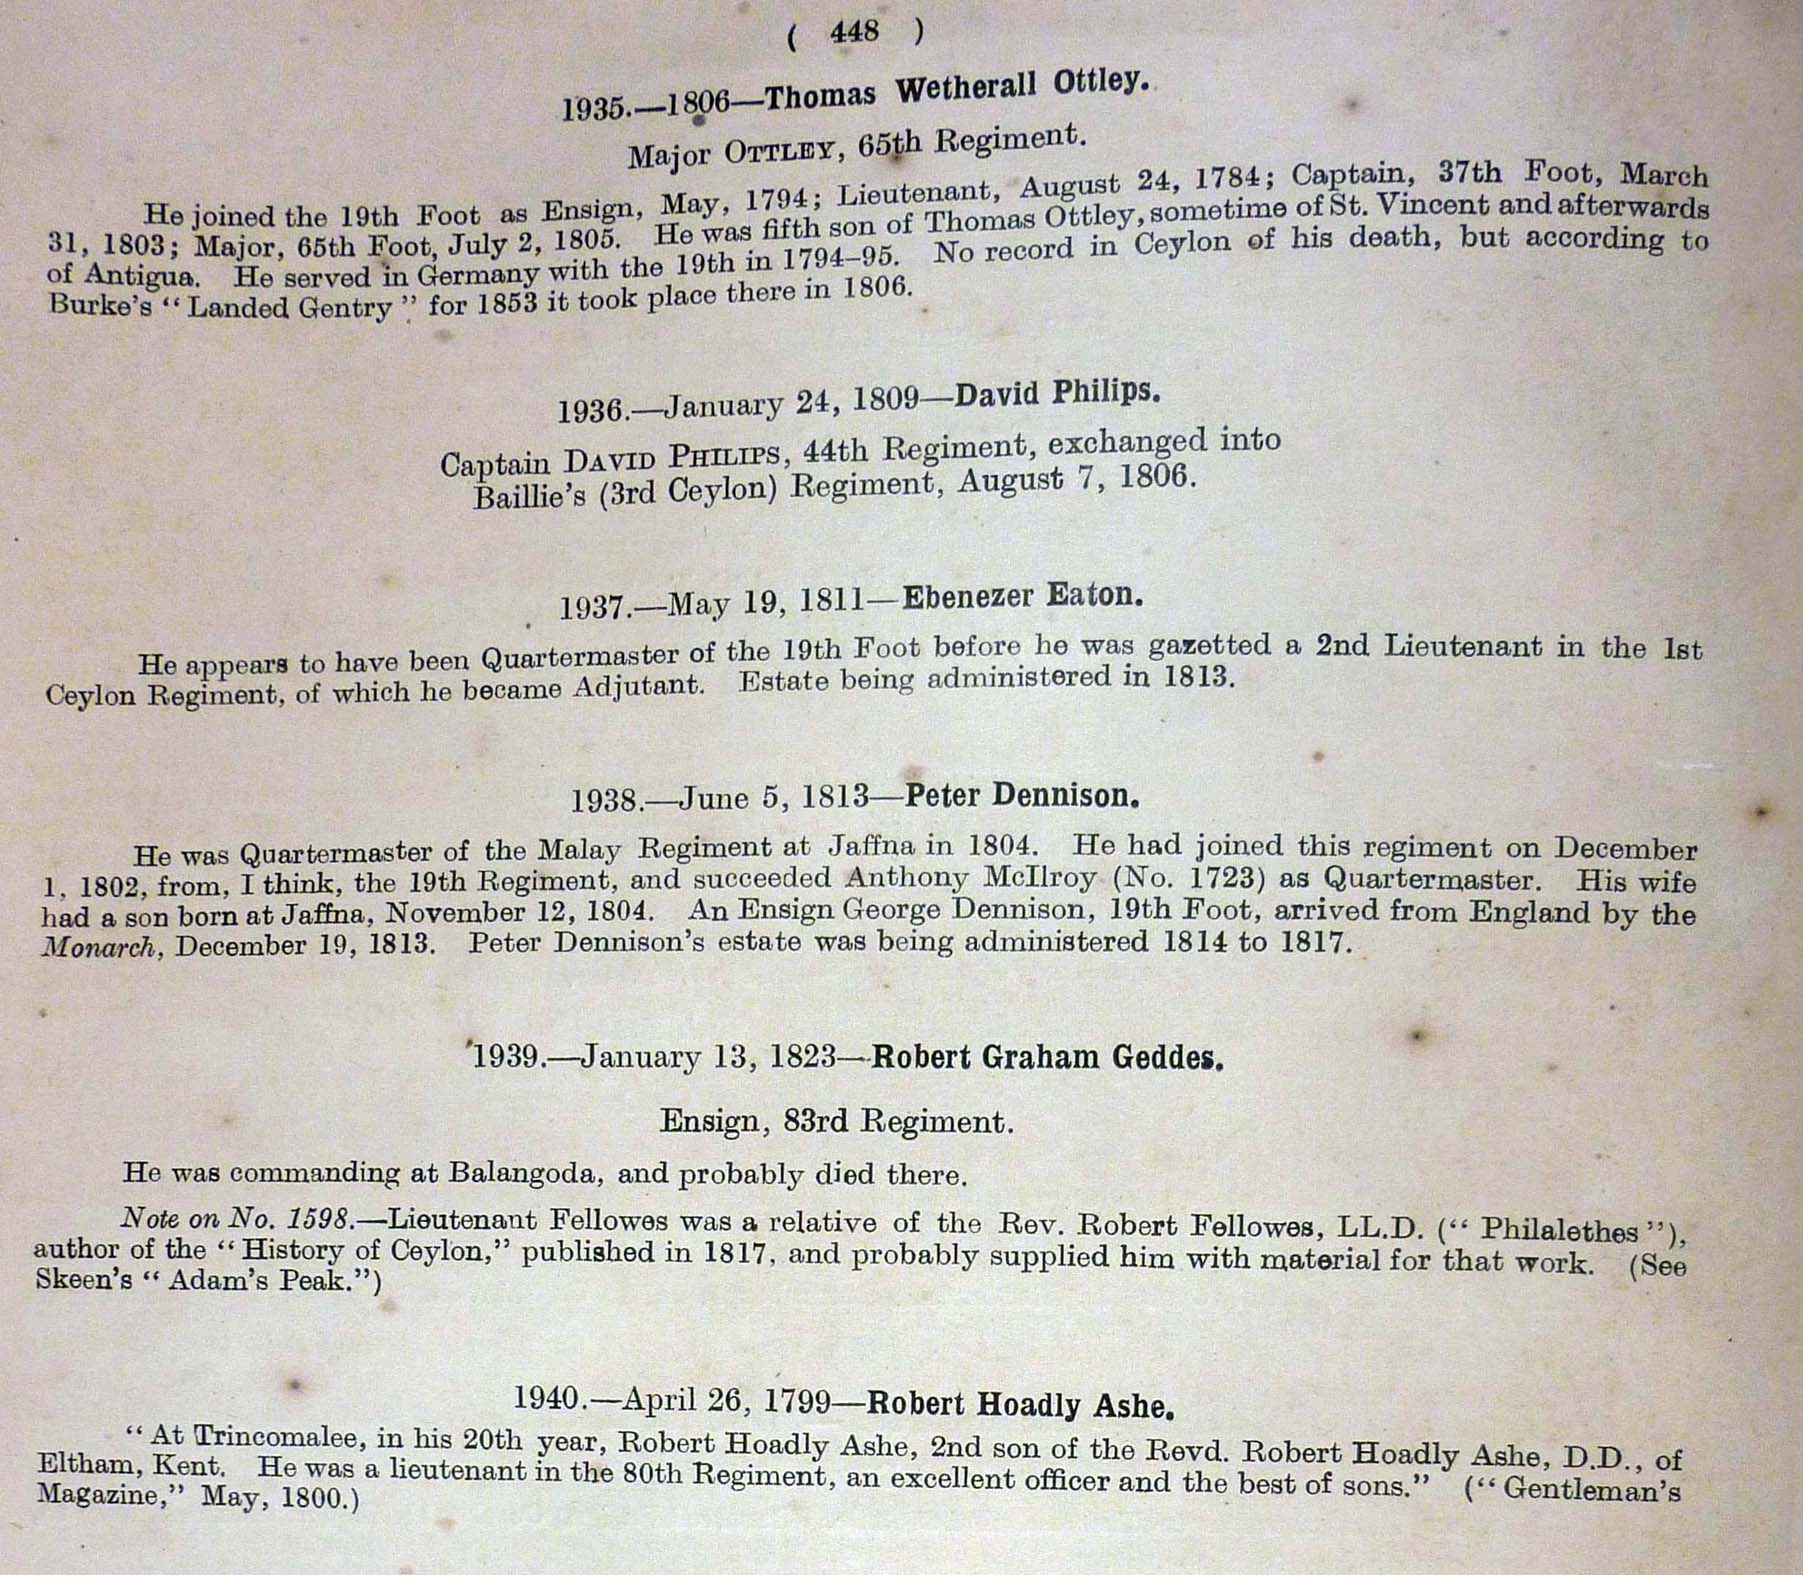 ( 448 )
1935.—1806—Thomas Wetherall Ottley.
Major OTTLEY, 65th Regiment.
He joined the 19th Foot as Ensign, May, 1794; Lieutenant, August 24, 1784; Captain, 37th Foot, March
31, 1803; Major, 65th Foot, July 2, 1805. He was fifth son of Thomas Ottley, sometime of St. Vincent and afterwards
of Antigua. He served in Germany with the 19th in 1794–95. No record in Ceylon of his death, but according to
Burke's “Landed Gentry” for 1853 it took place there in 1806.
1936.—January 24, 1809—David Philips.
Captain DAVID PHILIPS, 44th Regiment, exchanged into
Baillie's (3rd Ceylon) Regiment, August 7, 1806.
1937.—May 19, 1811—Ebenezer Eaton.
He appears to have been Quartermaster of the 19th Foot before he was gazetted a 2nd Lieutenant in the 1st
Ceylon Regiment, of which he became Adjutant. Estate being administered in 1813.
1938.—June 5, 1813—Peter Dennison.
He was Quartermaster of the Malay Regiment at Jaffna in 1804. He had joined this regiment on December
1, 1802, from, I think, the 19th Regiment, and succeeded Anthony McIlroy (No. 1723) as Quartermaster. His wife
had a son born at Jaffna, November 12, 1804. An Ensign George Dennison, 19th Foot, arrived from England by the
Monarch, December 19, 1813. Peter Dennison's estate was being administered 1814 to 1817.
1939.—January 13, 1823—Robert Graham Geddes.
Ensign, 83rd Regiment.
He was commanding at Balangoda, and probably died there.
Note on No. 1598.—Lieutenant Fellowes was a relative of the Rev. Robert Fellowes, LL.D. (“Philalethes”),
author of the “History of Ceylon,” published in 1817, and probably supplied him with material for that work. (See
Skeen's “Adam's Peak.”)
1940.—April 26, 1799—Robert Hoadly Ashe.
“At Trincomalee, in his 20th year, Robert Hoadly Ashe, 2nd son of the Revd. Robert Hoadly Ashe, D.D., of
Eltham, Kent. He was a lieutenant in the 80th Regiment, an excellent officer and the best of sons.” (“Gentleman's
Magazine,” May, 1800.)